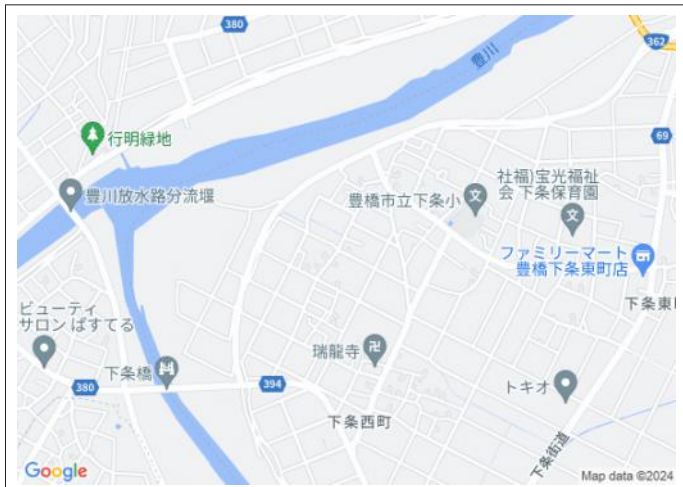 380
362
豊川
行明緑地
69
豊川放水路分流堰
社福)宝光福祉
会 下条保育園
豊橋市立下条小
ファミリーマート
豊橋下条東町店
下条東町
ビューティ
サロン ぱすてる
瑞龍寺
下条橋
380
394
トキオ
下条西町
下条街道
Google
Map data ©2024